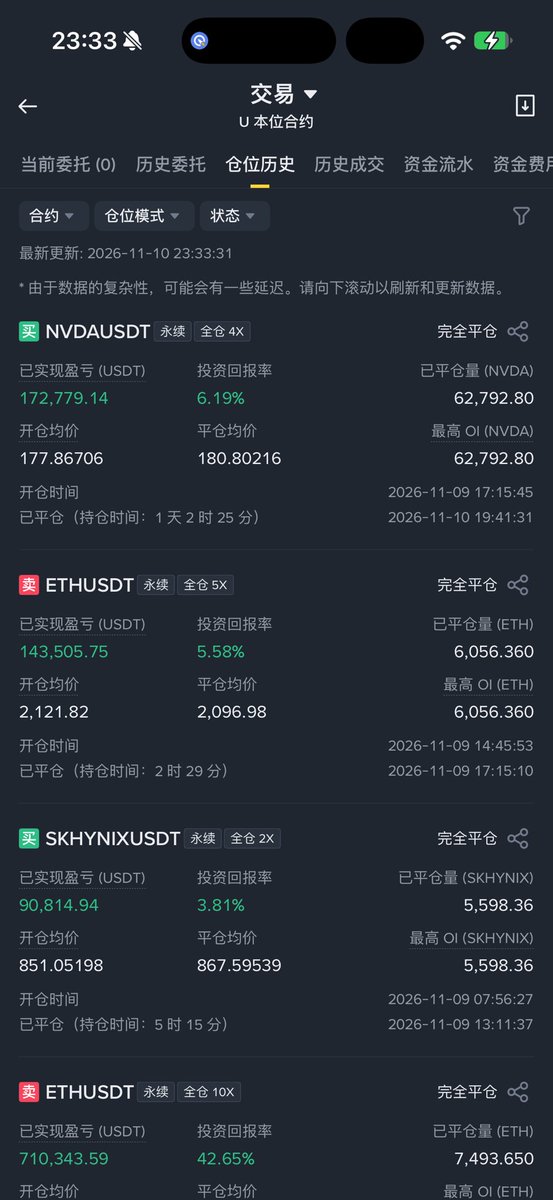 23:33
交易
U 本位合约
当前委托 (0) 历史委托 仓位历史 历史成交 资金流水 资金费用
合约 仓位模式 状态
最新更新: 2026-11-10 23:33:31
* 由于数据的复杂性，可能会有一些延迟。请向下滚动以刷新和更新数据。
买 NVDAUSDT 永续 全仓 4X 完全平仓
已实现盈亏 (USDT) 投资回报率 已平仓量 (NVDA)
172,779.14 6.19% 62,792.80
开仓均价 平仓均价 最高 OI (NVDA)
177.86706 180.80216 62,792.80
开仓时间 2026-11-09 17:15:45
已平仓（持仓时间：1 天 2 时 25 分） 2026-11-10 19:41:31
卖 ETHUSDT 永续 全仓 5X 完全平仓
已实现盈亏 (USDT) 投资回报率 已平仓量 (ETH)
143,505.75 5.58% 6,056.360
开仓均价 平仓均价 最高 OI (ETH)
2,121.82 2,096.98 6,056.360
开仓时间 2026-11-09 14:45:53
已平仓（持仓时间：2 时 29 分） 2026-11-09 17:15:10
买 SKHYNIXUSDT 永续 全仓 2X 完全平仓
已实现盈亏 (USDT) 投资回报率 已平仓量 (SKHYNIX)
90,814.94 3.81% 5,598.36
开仓均价 平仓均价 最高 OI (SKHYNIX)
851.05198 867.59539 5,598.36
开仓时间 2026-11-09 07:56:27
已平仓（持仓时间：5 时 15 分） 2026-11-09 13:11:37
卖 ETHUSDT 永续 全仓 10X 完全平仓
已实现盈亏 (USDT) 投资回报率 已平仓量 (ETH)
710,343.59 42.65% 7,493.650
开仓均价 平仓均价 最高 OI (ETH)